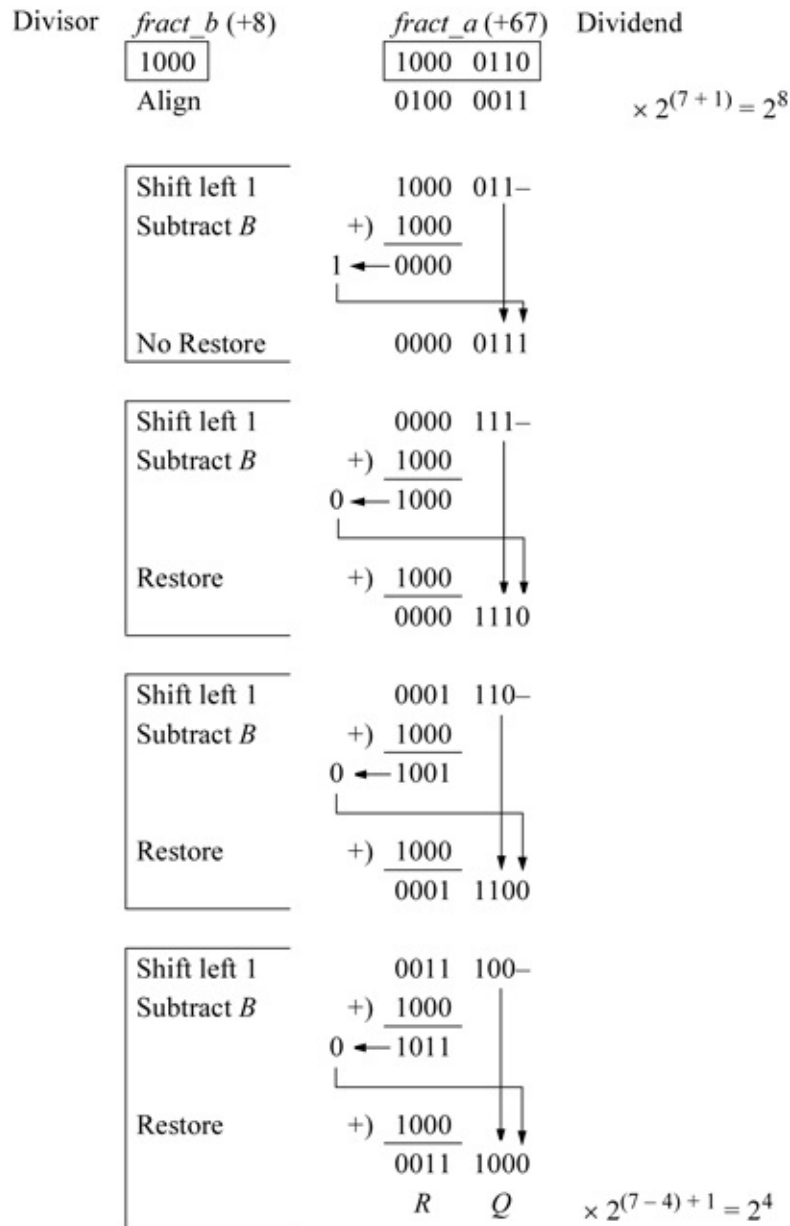 Divisor fract_b (+8) fract_a (+67) Dividend
1000 1000 0110
Align 0100 0011 × 2^(7 + 1) = 2^8
Shift left 1 1000 011–
Subtract B +) 1000
1 0000
No Restore 0000 0111
Shift left 1 0000 111–
Subtract B +) 1000
0 1000
Restore +) 1000
0000 1110
Shift left 1 0001 110–
Subtract B +) 1000
0 1001
Restore +) 1000
0001 1100
Shift left 1 0011 100–
Subtract B +) 1000
0 1011
Restore +) 1000
0011 1000
R Q × 2^(7 – 4) + 1 = 2^4